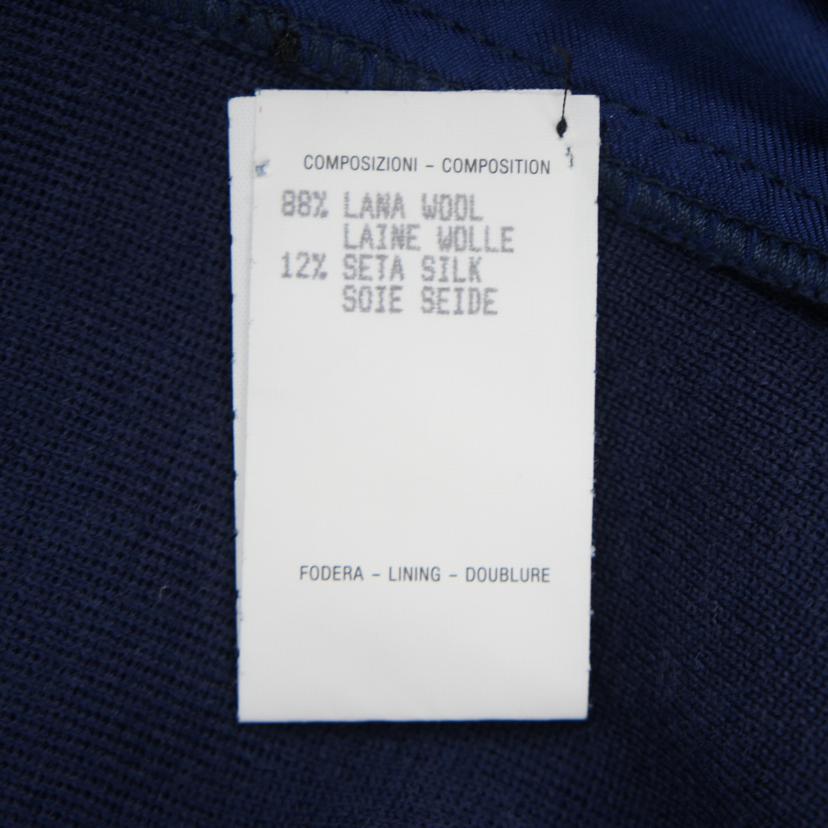 COMPOSIZIONI - COMPOSITION
88% LANA WOOL
LAINE WOLLE
12% SETA SILK
SOIE SEIDE
FODERA - LINING - DOUBLURE